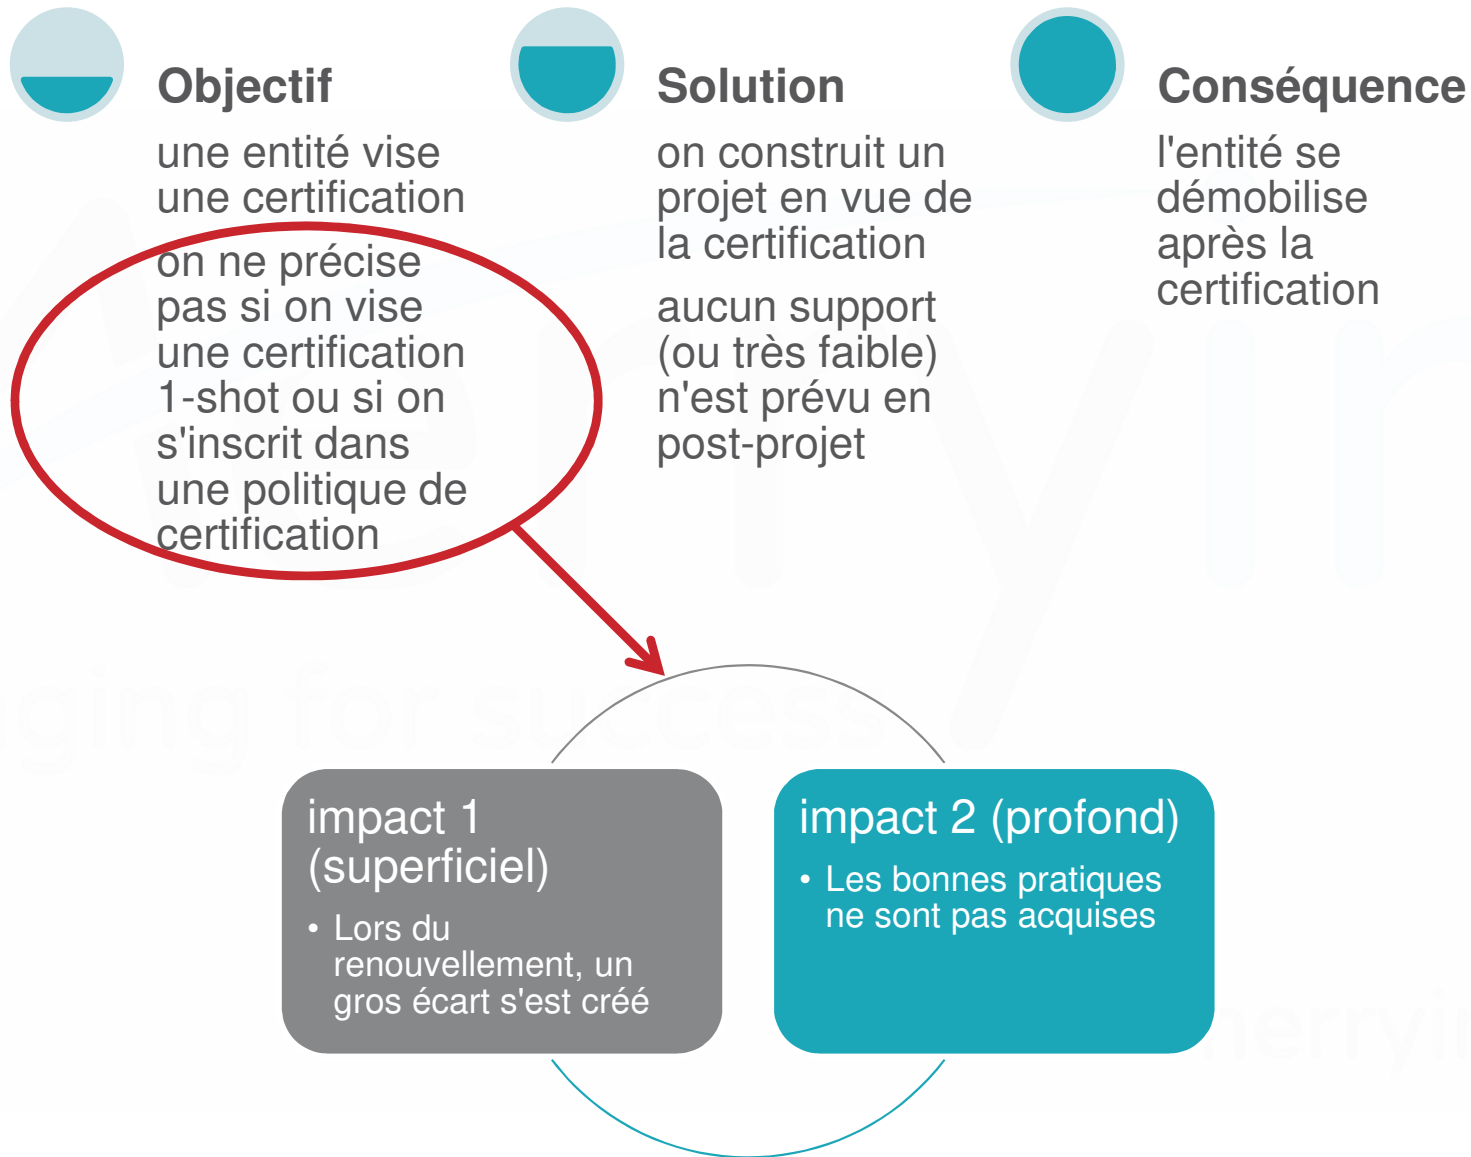 Objectif
une entité vise
une certification
on ne précise
pas si on vise
une certification
1-shot ou si on
s'inscrit dans
une politique de
certification
Solution
on construit un
projet en vue de
la certification
aucun support
(ou très faible)
n'est prévu en
post-projet
Conséquence
l'entité se
démobilise
après la
certification
impact 1
(superficiel)
• Lors du
renouvellement, un
gros écart s'est créé
impact 2 (profond)
• Les bonnes pratiques
ne sont pas acquises
for success